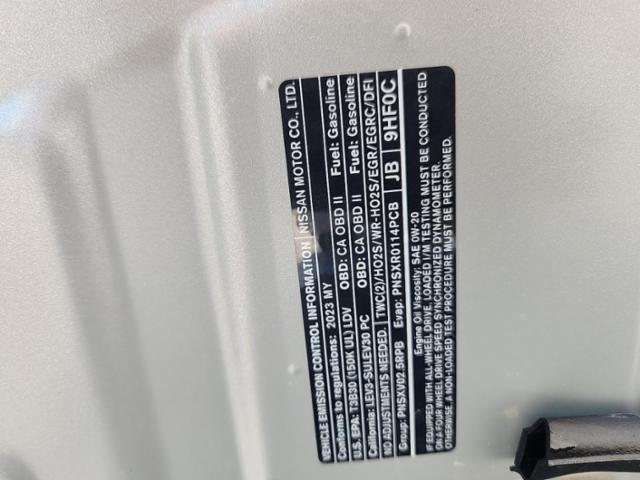 VEHICLE EMISSION CONTROL INFORMATION | NISSAN MOTOR CO., LTD.
Conforms to regulations: 2023 MY Fuel: Gasoline
U.S. EPA: T3B30 (150K UL) LDV OBD: CA OBD II Fuel: Gasoline
California: LEV3-SULEV30 PC OBD: CA OBD II
NO ADJUSTMENTS NEEDED. TWC(2)/HO2S/WR-HO2S/EGR/EGRC/DFI
Group: PNSXV02.5RPB Evap: PNSXR0114PCB JB 9HF0C
Engine Oil Viscosity: SAE 0W-20
IF EQUIPPED WITH ALL-WHEEL DRIVE, LOADED I/M TESTING MUST BE CONDUCTED
ON A FOUR WHEEL DRIVE SPEED SYNCHRONIZED DYNAMOMETER.
OTHERWISE, A NON-LOADED TEST PROCEDURE MUST BE PERFORMED.